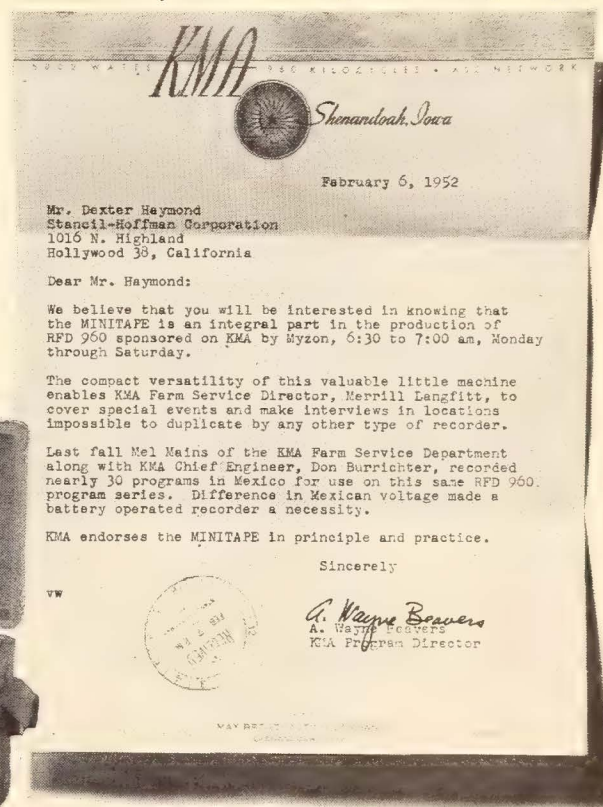 KMA
5000 WATTS 960 KILOCYCLES • ABC NETWORK
Shenandoah, Iowa
February 6, 1952
Mr. Dexter Haymond
Stancil-Hoffman Corporation
1016 N. Highland
Hollywood 38, California
Dear Mr. Haymond:
We believe that you will be interested in knowing that
the MINITAPE is an integral part in the production of
RFD 960 sponsored on KMA by Myzon, 6:30 to 7:00 am, Monday
through Saturday.
The compact versatility of this valuable little machine
enables KMA Farm Service Director, Merrill Langfitt, to
cover special events and make interviews in locations
impossible to duplicate by any other type of recorder.
Last fall Mel Mains of the KMA Farm Service Department
along with KMA Chief Engineer, Don Burrichter, recorded
nearly 30 programs in Mexico for use on this same RFD 960
program series. Difference in Mexican voltage made a
battery operated recorder a necessity.
KMA endorses the MINITAPE in principle and practice.
Sincerely
VW
A. Wayne Beavers
A. Wayne Beavers
KMA Program Director
RECEIVED
FEB
MAY